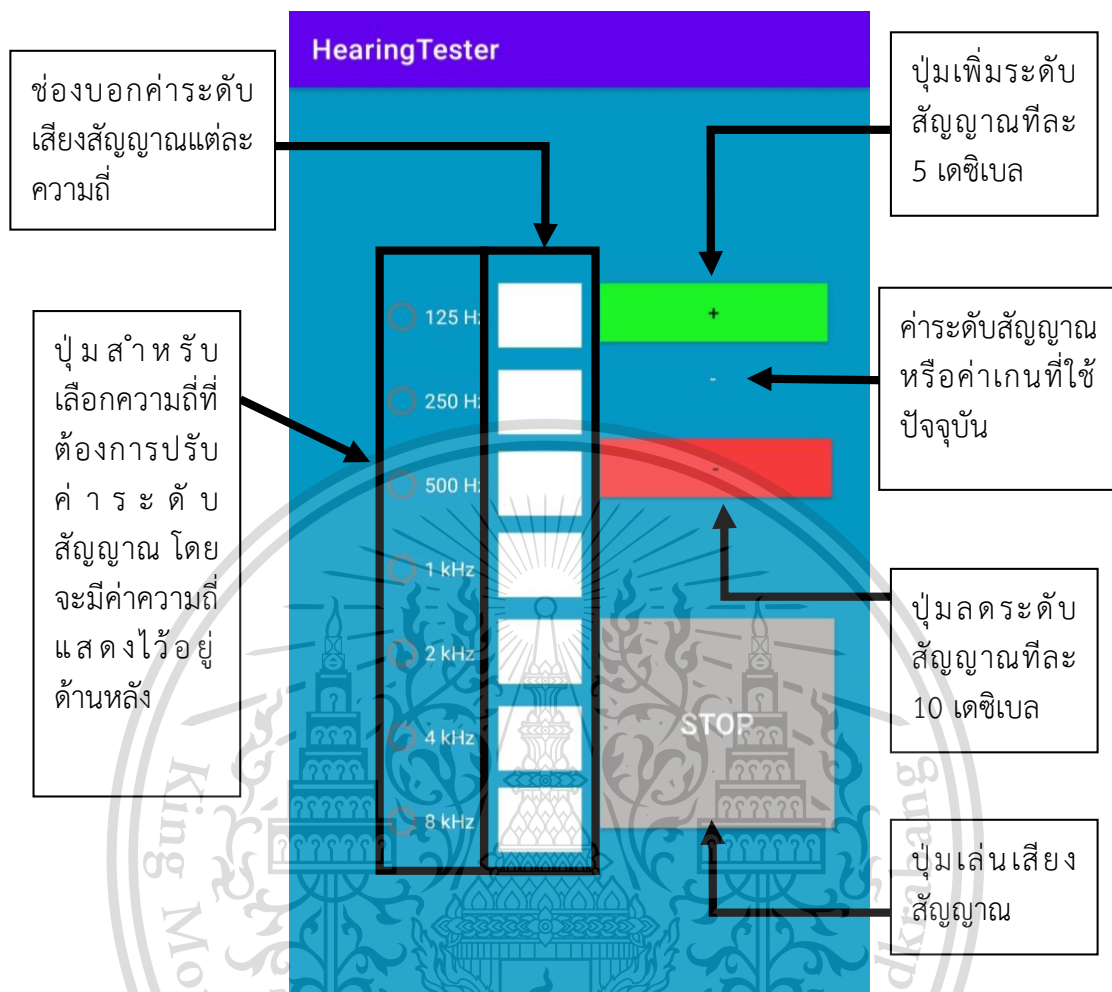 HearingTester
ช่องบอกค่าระดับ
เสียงสัญญาณแต่ละ
ความถี่
ปุ่มสำหรับ
เลือกความถี่ที่
ต้องการปรับ
ค่าระดับ
สัญญาณ โดย
จะมีค่าความถี่
แสดงไว้อยู่
ด้านหลัง
125 Hz
250 Hz
500 Hz
1 kHz
2 kHz
4 kHz
8 kHz
+
-
-
STOP
ปุ่มเพิ่มระดับ
สัญญาณทีละ
5 เดซิเบล
ค่าระดับสัญญาณ
หรือค่าเกนที่ใช้
ปัจจุบัน
ปุ่มลดระดับ
สัญญาณทีละ
10 เดซิเบล
ปุ่มเล่นเสียง
สัญญาณ
King Mo
dkrabang